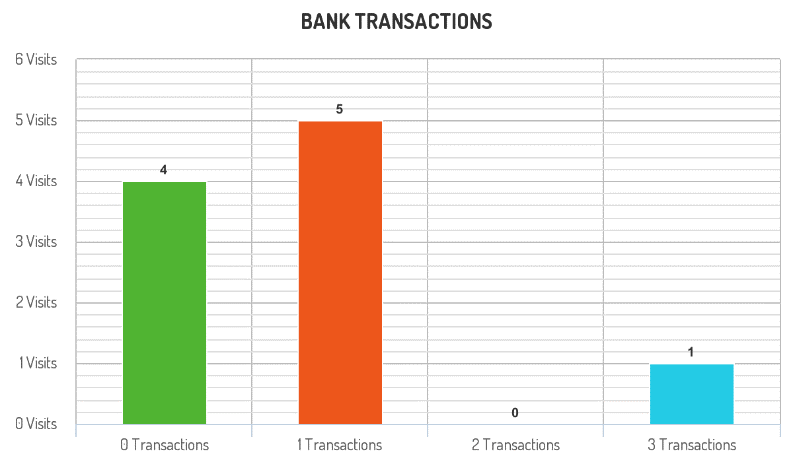 BANK TRANSACTIONS
6 Visits
5 Visits
4 Visits
3 Visits
2 Visits
1 Visits
0 Visits
4
5
0
1
0 Transactions
1 Transactions
2 Transactions
3 Transactions